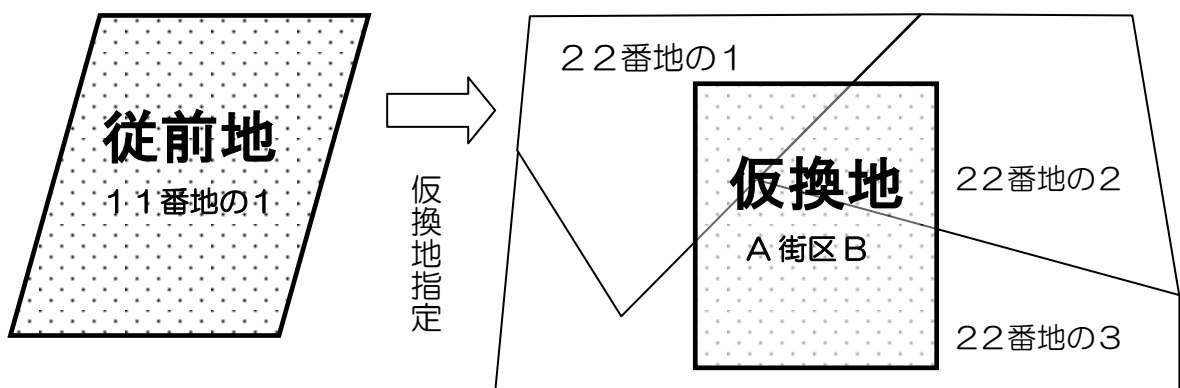 従前地
１１番地の１
仮換地指定
２２番地の１
仮換地
Ａ街区Ｂ
２２番地の２
２２番地の３